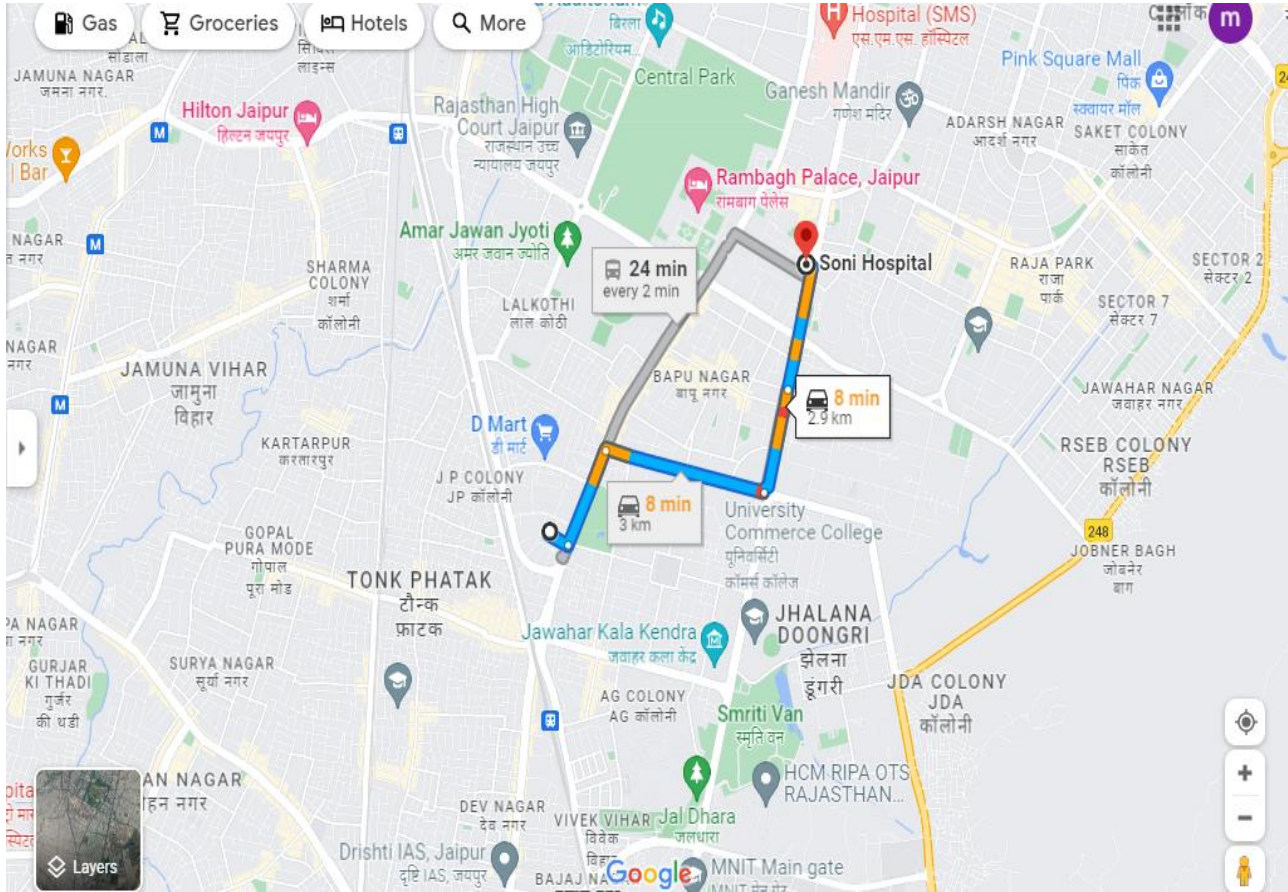 Gas
Groceries
Hotels
More
m
बिरला
ऑडिटोरियम...
Hospital (SMS)
एस.एम.एस. हॉस्पिटल
सोडाला
लाइन्स
JAMUNA NAGAR
जमना नगर.
Central Park
Pink Square Mall
पिंक
स्क्वायर मॉल
Hilton Jaipur
हिल्टन जयपुर
Rajasthan High
Court Jaipur
राजस्थान उच्च
न्यायालय जयपुर
Ganesh Mandir
गणेश मंदिर
ADARSH NAGAR
आदर्श नगर
SAKET COLONY
साकेत
कॉलोनी
M
| Bar
Rambagh Palace, Jaipur
रामबाग पैलेस
NAGAR
M
Amar Jawan Jyoti
अमर जवान ज्योति
24 min
every 2 min
Soni Hospital
SHARMA
COLONY
शर्मा
कॉलोनी
LALKOTHI
लाल कोठी
RAJA PARK
राजा
पार्क
SECTOR 2
सेक्टर 2
SECTOR 7
सेक्टर 7
NAGAR
नगर
JAMUNA VIHAR
जामुना
विहार
BAPU NAGAR
बापू नगर
M
8 min
2.9 km
JAWAHAR NAGAR
जवाहर नगर
D Mart
डी मार्ट
KARTARPUR
करतारपुर
RSEB COLONY
RSEB
कॉलोनी
J P COLONY
JP कॉलोनी
8 min
3 km
University
Commerce College
यूनिवर्सिटी
कॉमर्स कॉलेज
GOPAL
PURA MODE
गोपाल
पूरा मोड
248
JOBNER BAGH
जोबनेर
बाग
TONK PHATAK
टौन्क
फ़ाटक
NAGAR
नगर
Jawahar Kala Kendra
जवाहर कला केंद्र
JHALANA
DOONGRI
झेलना
डूंगरी
GURJAR
KI THADI
गुर्जर
की थडी
SURYA NAGAR
सुर्या नगर
AG COLONY
AG कॉलोनी
JDA COLONY
JDA
कॉलोनी
Smriti Van
स्मृति वन
HCM RIPA OTS
RAJASTHAN...
NAGAR
नगर
Layers
DEV NAGAR
देव नगर
VIVEK VIHAR
विवेक
Jal Dhara
जलधारा
Drishti IAS, Jaipur
दृष्टि IAS, जयपुर
Google
MNIT Main gate